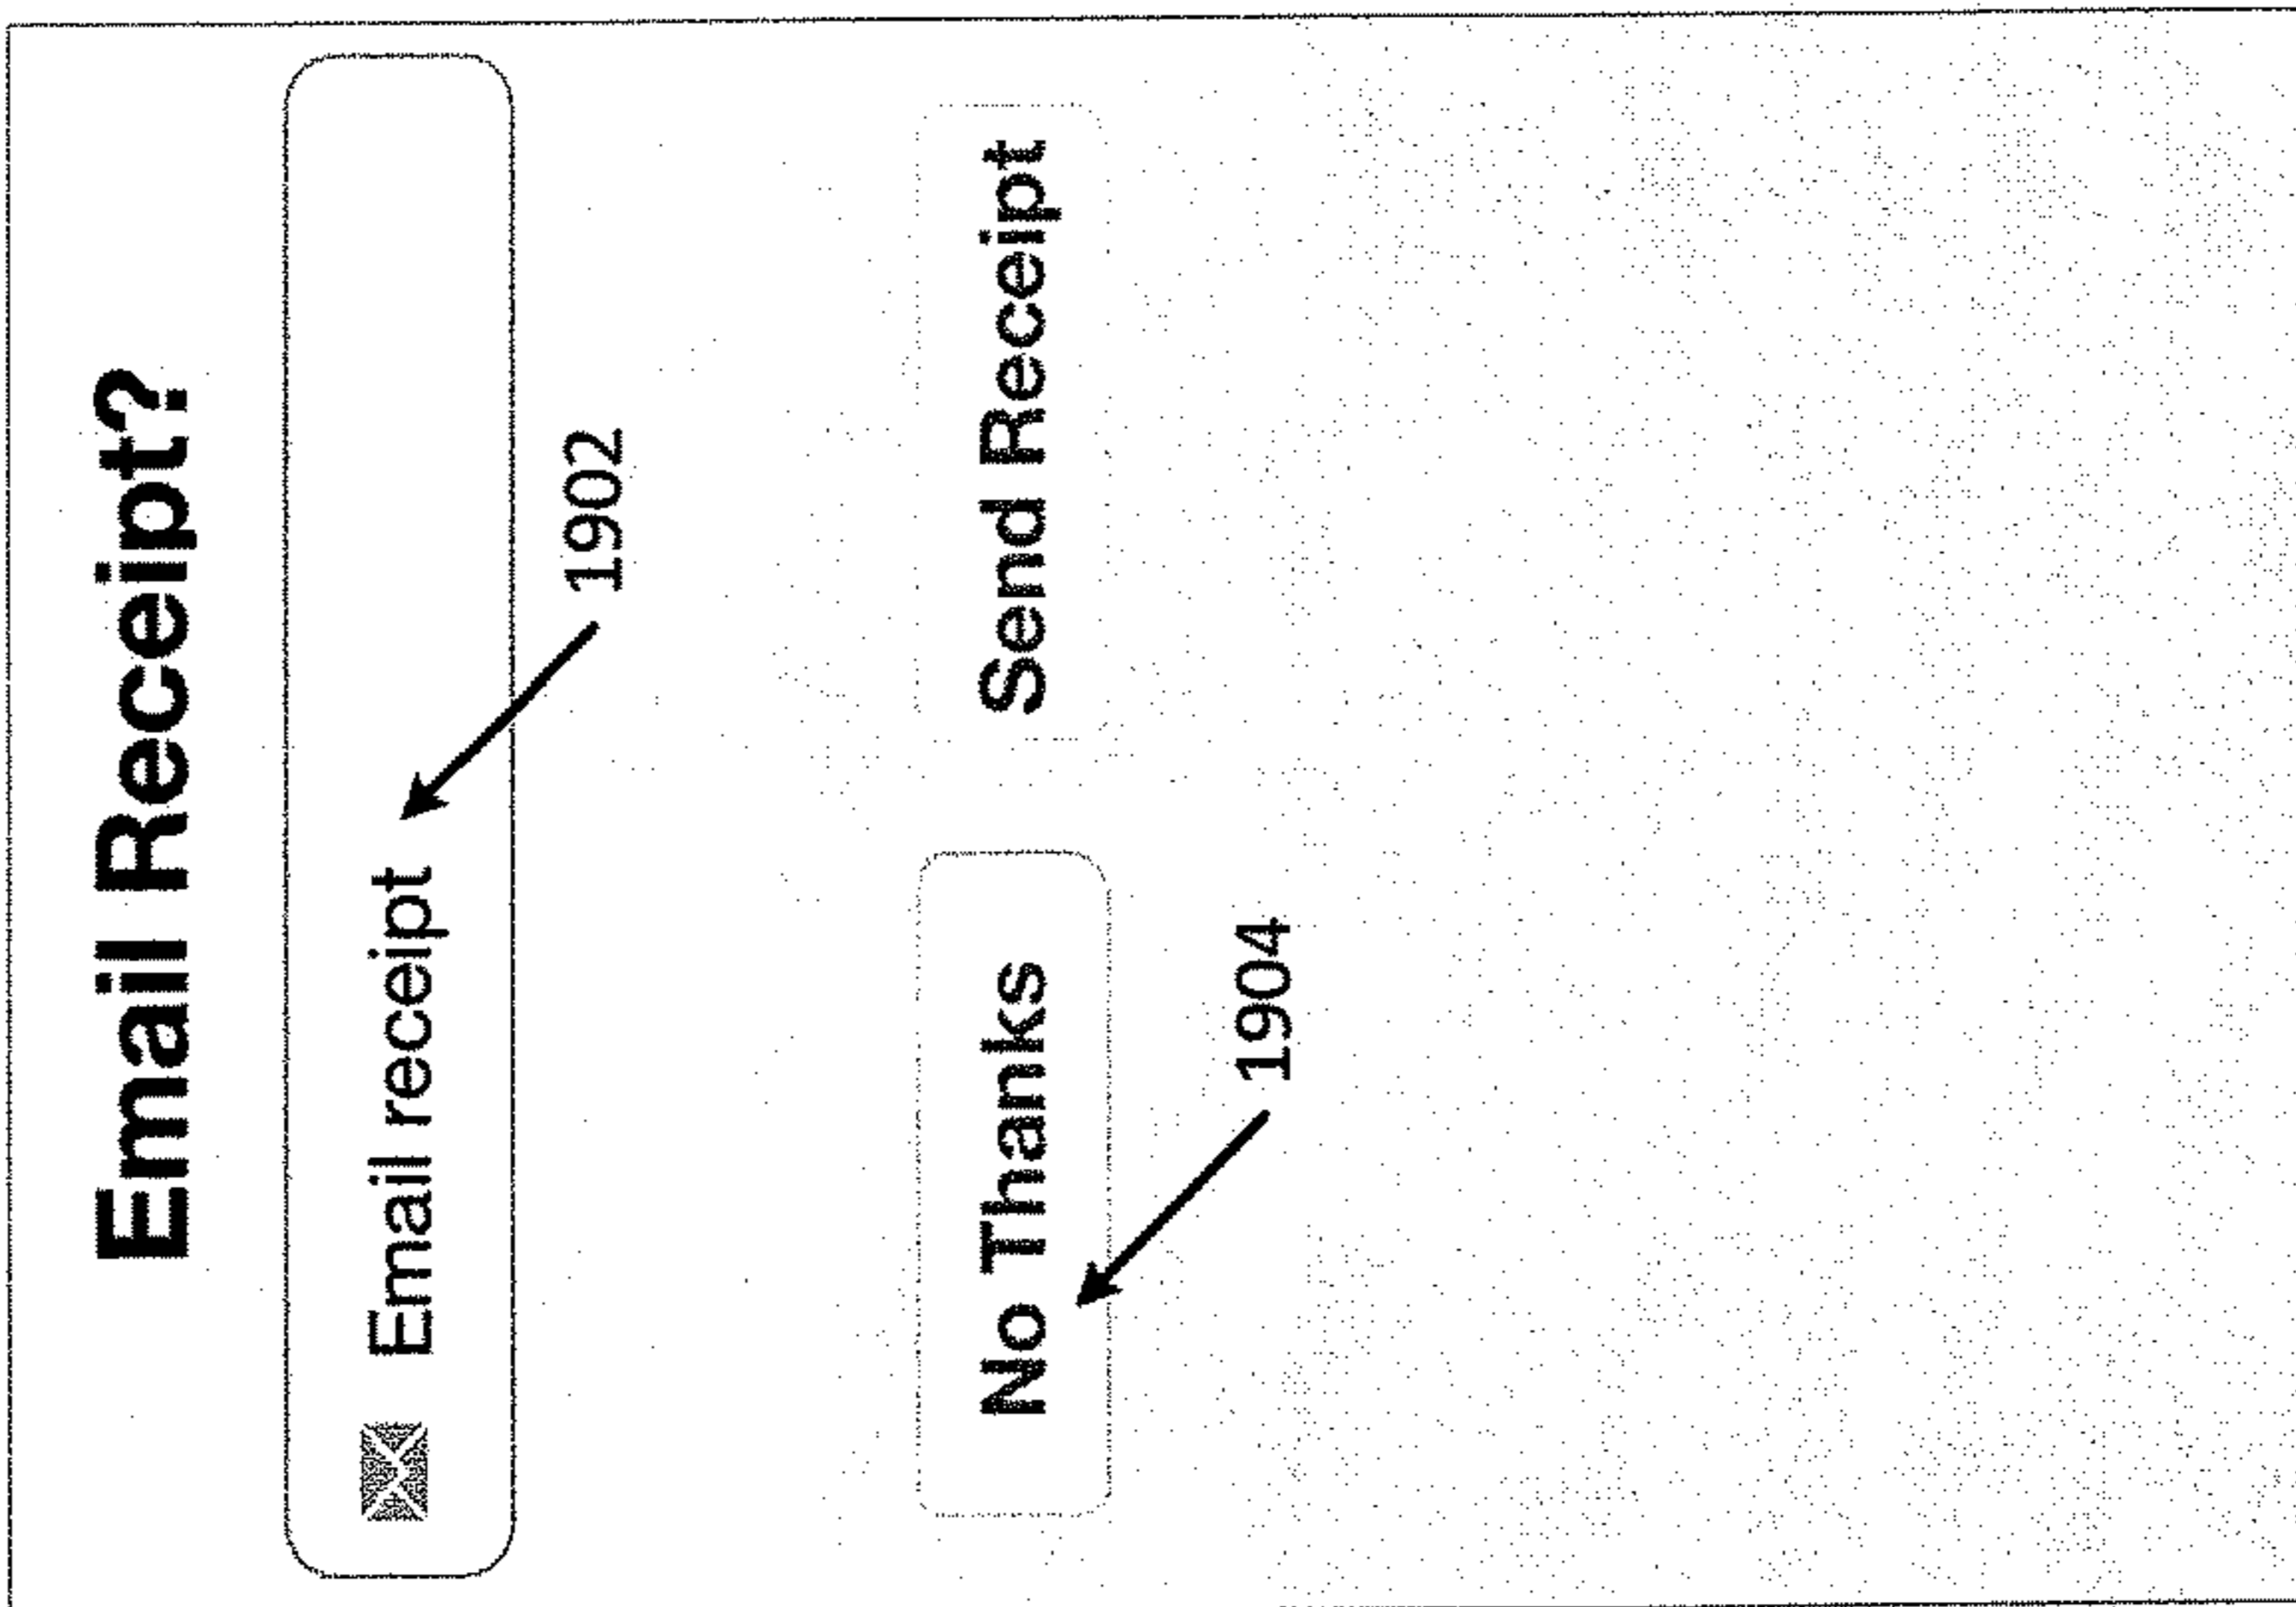 Email Receipt?
Email receipt
1902
No Thanks
Send Receipt
1904